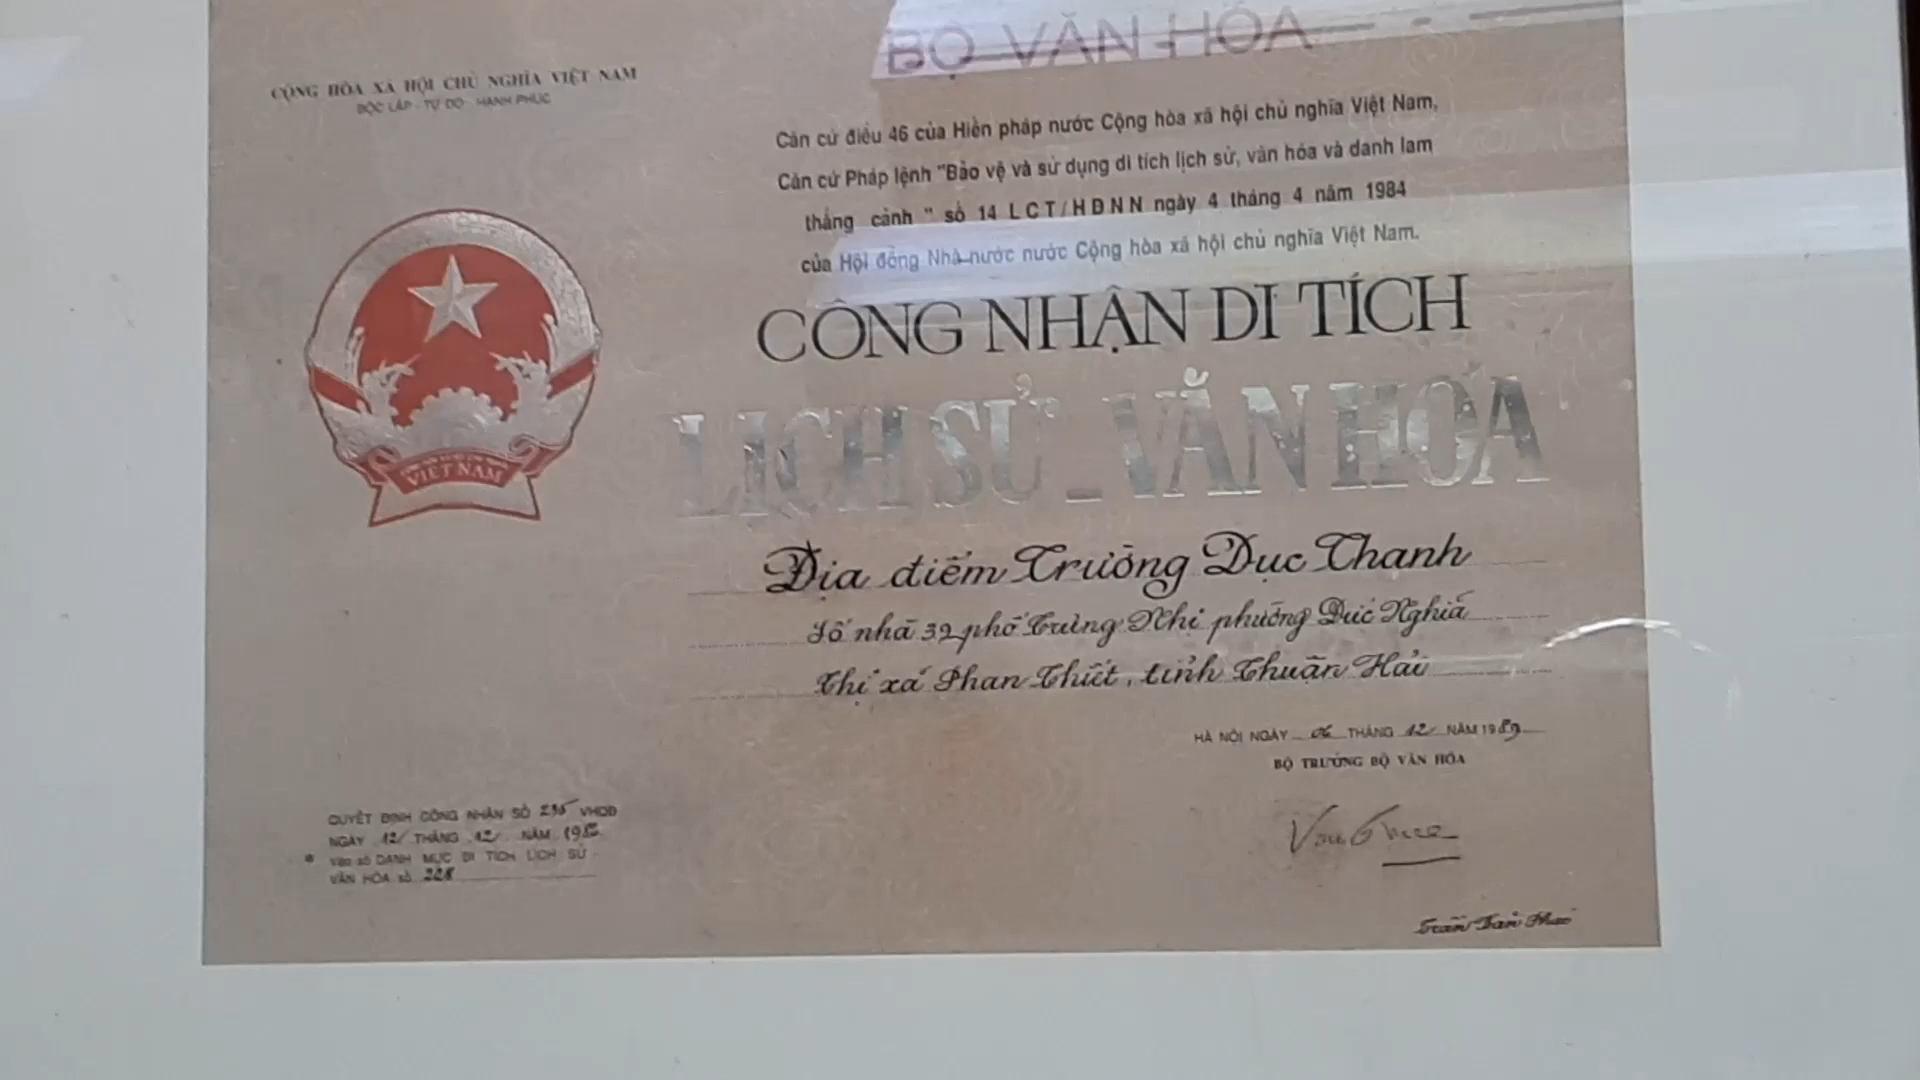 BỘ VĂN HÓA
CỘNG HÒA XÃ HỘI CHỦ NGHĨA VIỆT NAM
ĐỘC LẬP - TỰ DO - HẠNH PHÚC
Căn cứ điều 46 của Hiến pháp nước Cộng hòa xã hội chủ nghĩa Việt Nam,
Căn cứ Pháp lệnh "Bảo vệ và sử dụng di tích lịch sử, văn hóa và danh lam
thắng cảnh " số 14 LCT/HĐNN ngày 4 tháng 4 năm 1984
của Hội đồng Nhà nước nước Cộng hòa xã hội chủ nghĩa Việt Nam.
CÔNG NHẬN DI TÍCH
LỊCH SỬ _ VĂN HÓA
VIỆT NAM
Địa điểm Trường Dục Thanh
Số nhà 39 phố Trưng Nhị phường Đức Nghĩa
Thị xã Phan Thiết, tỉnh Thuận Hải
HÀ NỘI NGÀY 06 THÁNG 12 NĂM 1989
BỘ TRƯỞNG BỘ VĂN HÓA
QUYẾT ĐỊNH CÔNG NHẬN SỐ 235 VHQĐ
NGÀY 12 THÁNG 12 NĂM
Vào sổ DANH MỤC DI TÍCH LỊCH SỬ
VĂN HÓA số 228
Trần